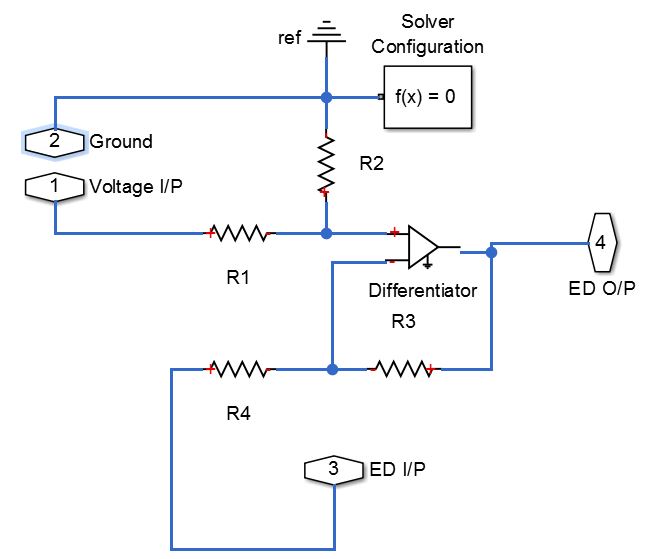 Solver
Configuration
ref
f(x) = 0
2 Ground
R2
1 Voltage I/P
+
+ -
+
-
R1
4
ED O/P
Differentiator
R3
+ -
- +
R4
3 ED I/P